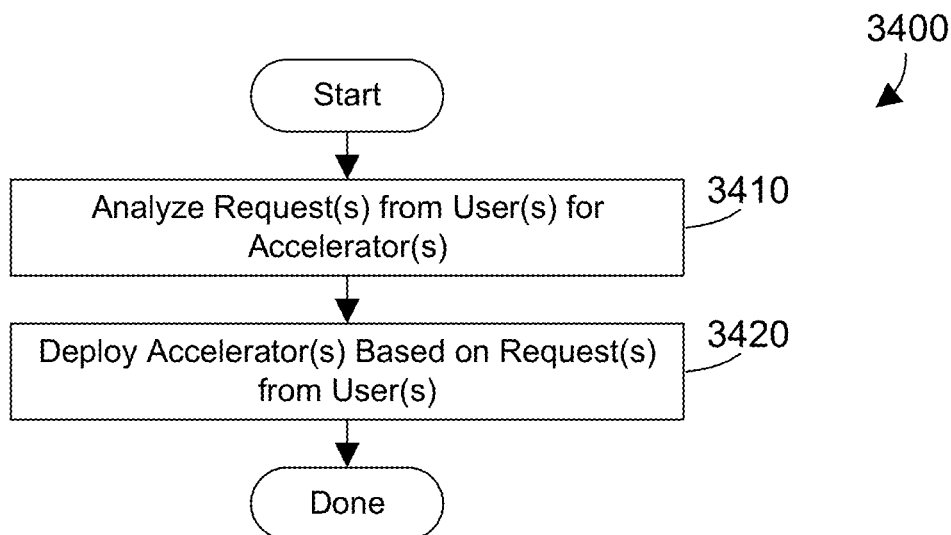 3400
Start
Analyze Request(s) from User(s) for
Accelerator(s)
3410
Deploy Accelerator(s) Based on Request(s)
from User(s)
3420
Done